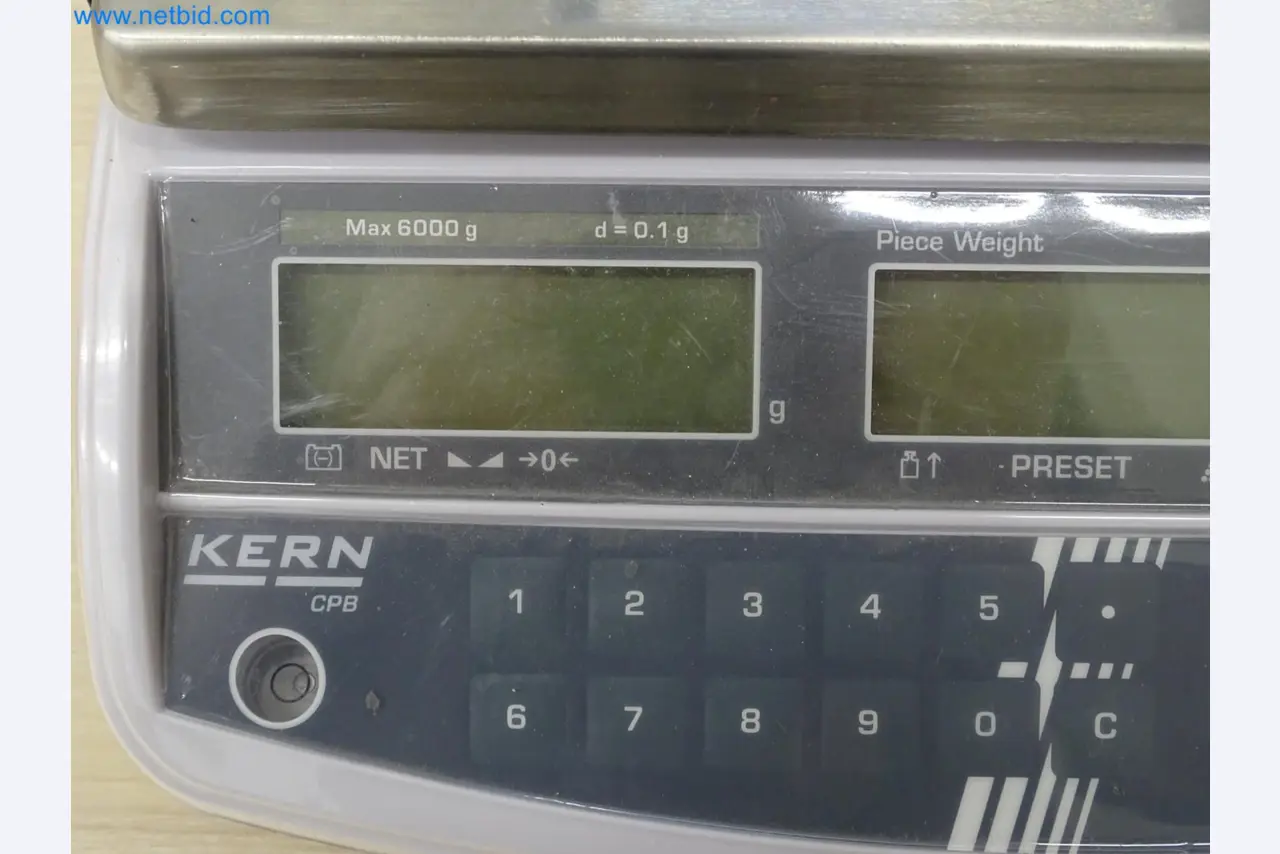 www.netbid.com
Max 6000 g d = 0.1 g
Piece Weight
g
NET →0← PRESET
KERN
CPB
1 2 3 4 5 .
6 7 8 9 0 C